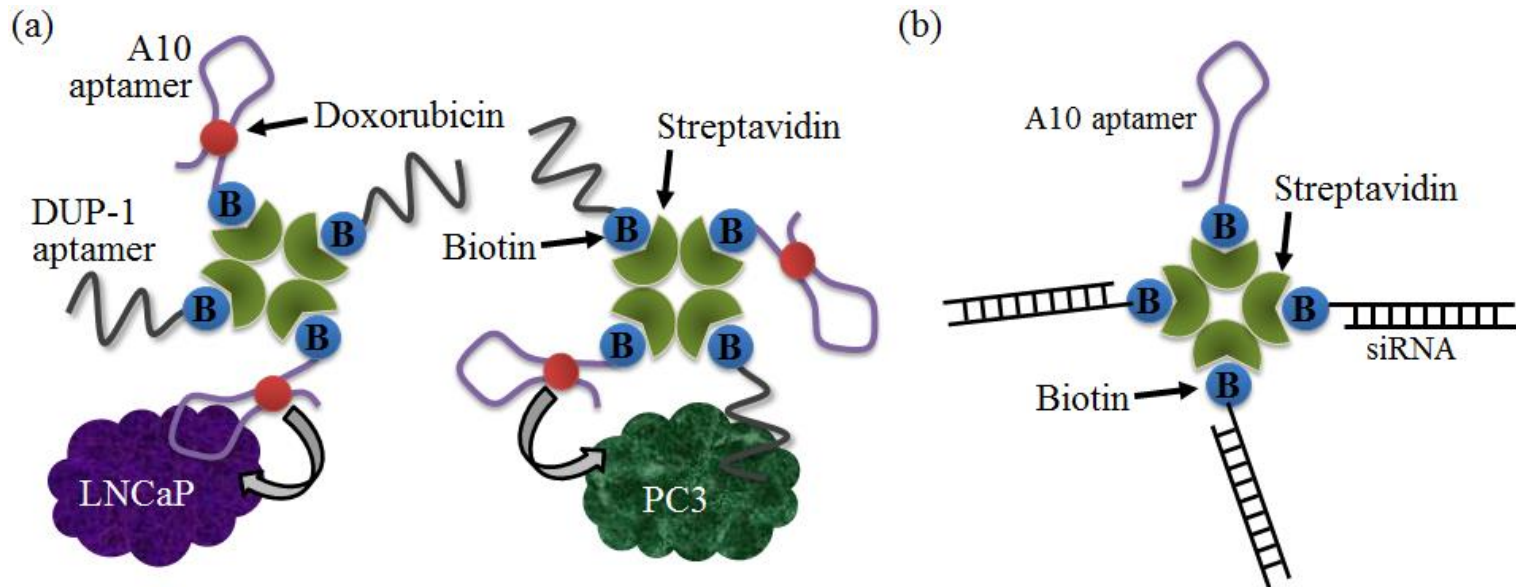 (a)
A10
aptamer
Doxorubicin
Streptavidin
DUP-1
aptamer
Biotin
B
B
B
B
B
B
B
B
LNCaP
PC3
(b)
A10 aptamer
Streptavidin
B
B
B
siRNA
Biotin
B